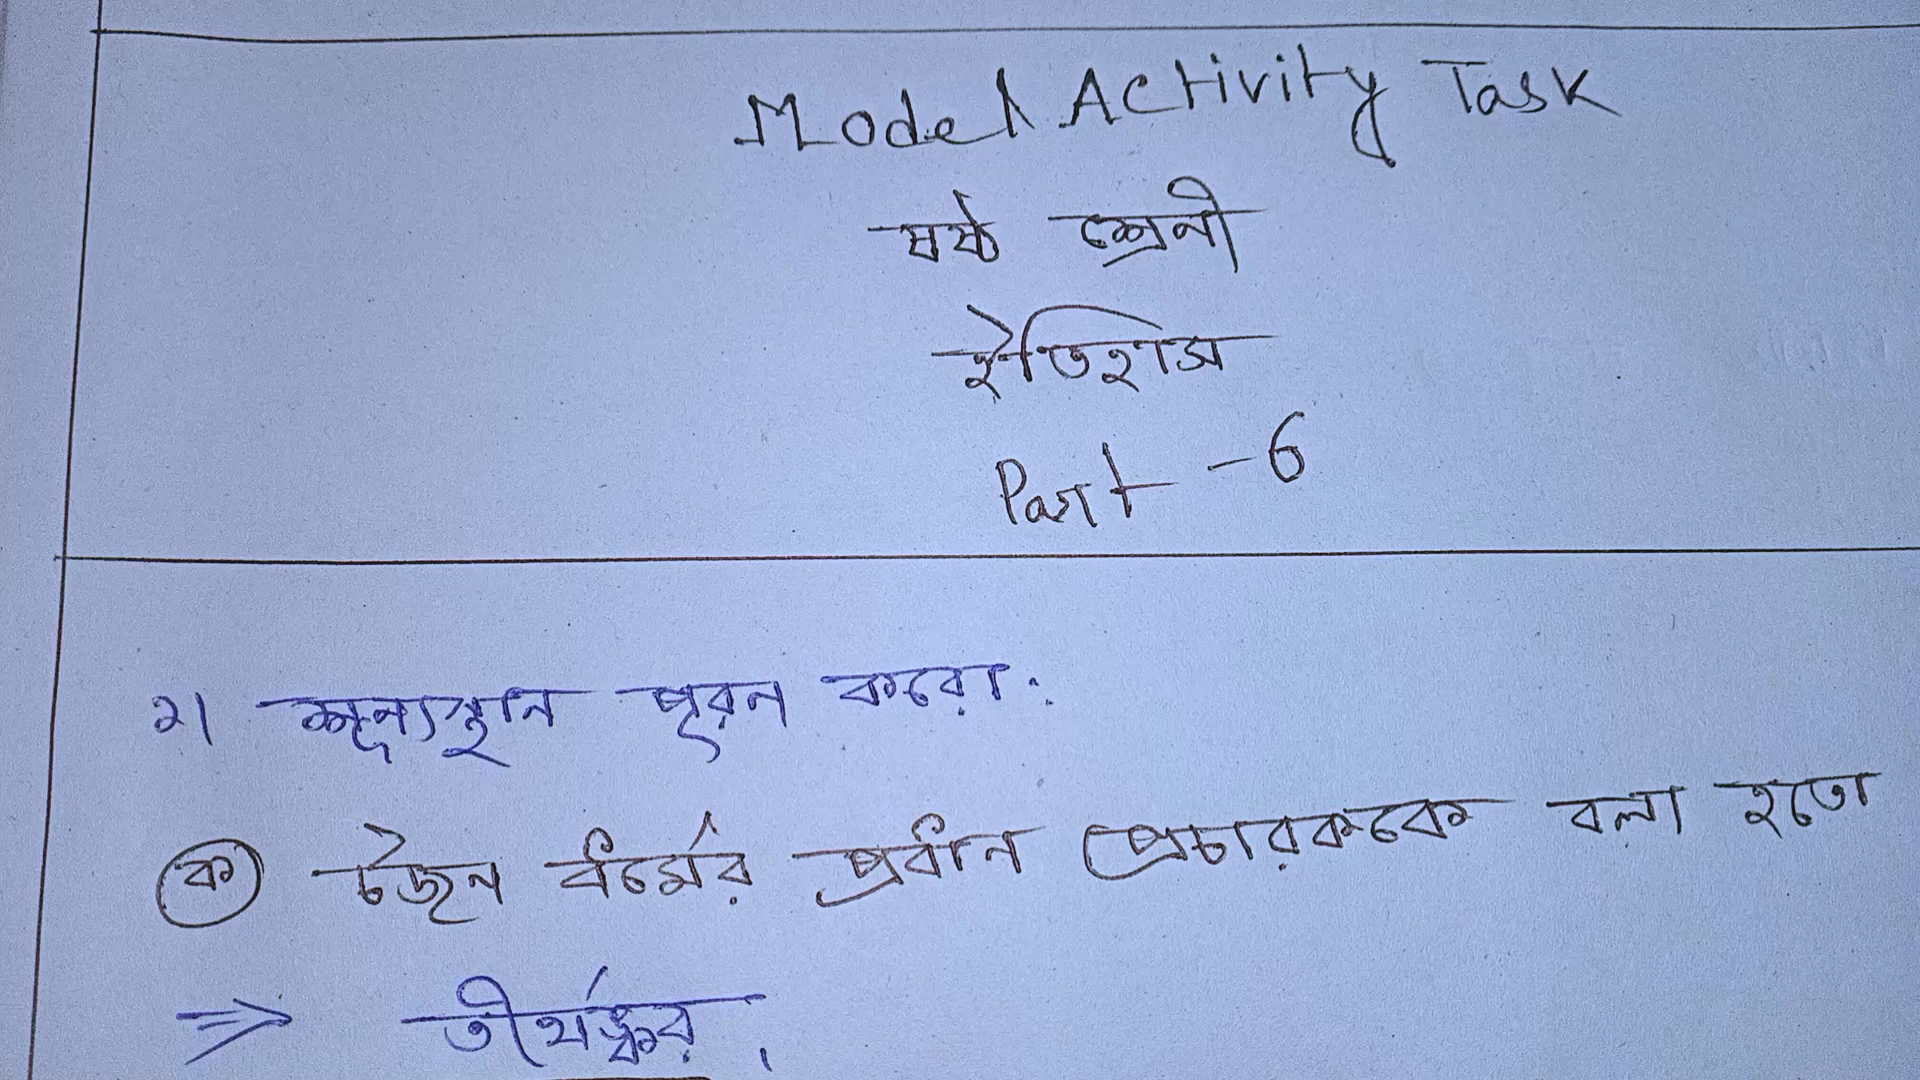 Model Activity Task
ষষ্ঠ শ্রেনী
ইতিহাস
Part - 6
২। শূন্যস্থান পূরন করো:
ক জৈন ধর্মের প্রধান প্রচারককে বলা হতো
⇒ তীর্থঙ্কর,